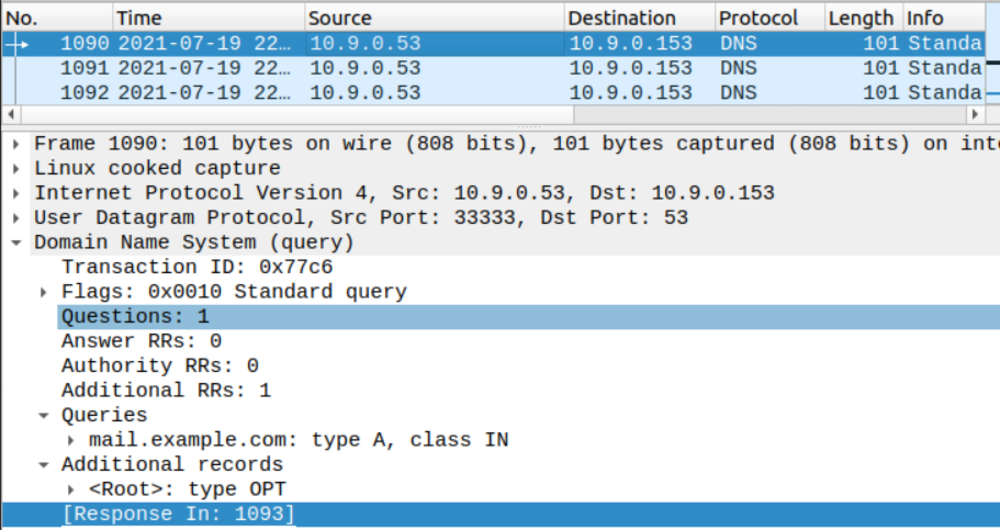 No. Time Source Destination Protocol Length Info
1090 2021-07-19 22… 10.9.0.53 10.9.0.153 DNS 101 Standa
1091 2021-07-19 22… 10.9.0.53 10.9.0.153 DNS 101 Standa
1092 2021-07-19 22… 10.9.0.53 10.9.0.153 DNS 101 Standa
Frame 1090: 101 bytes on wire (808 bits), 101 bytes captured (808 bits) on int
Linux cooked capture
Internet Protocol Version 4, Src: 10.9.0.53, Dst: 10.9.0.153
User Datagram Protocol, Src Port: 33333, Dst Port: 53
Domain Name System (query)
Transaction ID: 0x77c6
Flags: 0x0010 Standard query
Questions: 1
Answer RRs: 0
Authority RRs: 0
Additional RRs: 1
Queries
mail.example.com: type A, class IN
Additional records
<Root>: type OPT
[Response In: 1093]